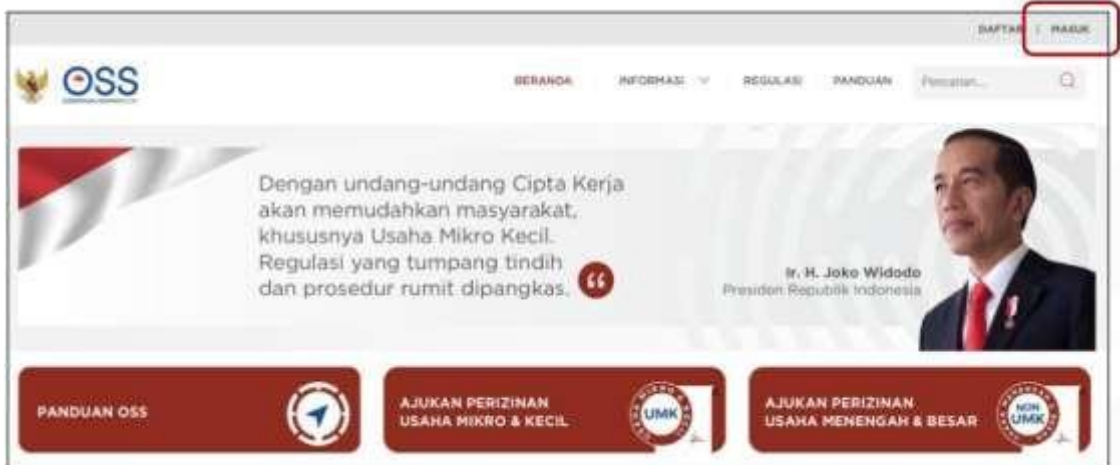 DAFTAR | MASUK
OSS
BERANDA INFORMASI REGULASI PANDUAN Pencarian...
Dengan undang-undang Cipta Kerja
akan memudahkan masyarakat,
khususnya Usaha Mikro Kecil.
Regulasi yang tumpang tindih
dan prosedur rumit dipangkas.
Ir. H. Joko Widodo
Presiden Republik Indonesia
PANDUAN OSS
AJUKAN PERIZINAN
USAHA MIKRO & KECIL
UMK
AJUKAN PERIZINAN
USAHA MENENGAH & BESAR
NON
UMK